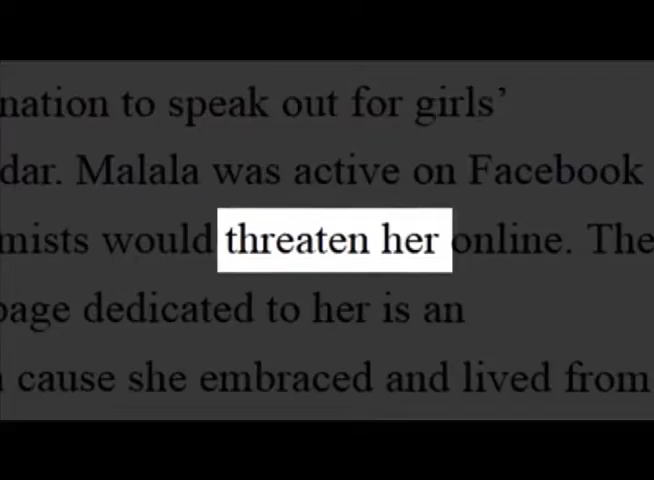 nation to speak out for girls’
dar. Malala was active on Facebook
mists would threaten her online. The
page dedicated to her is an
cause she embraced and lived from